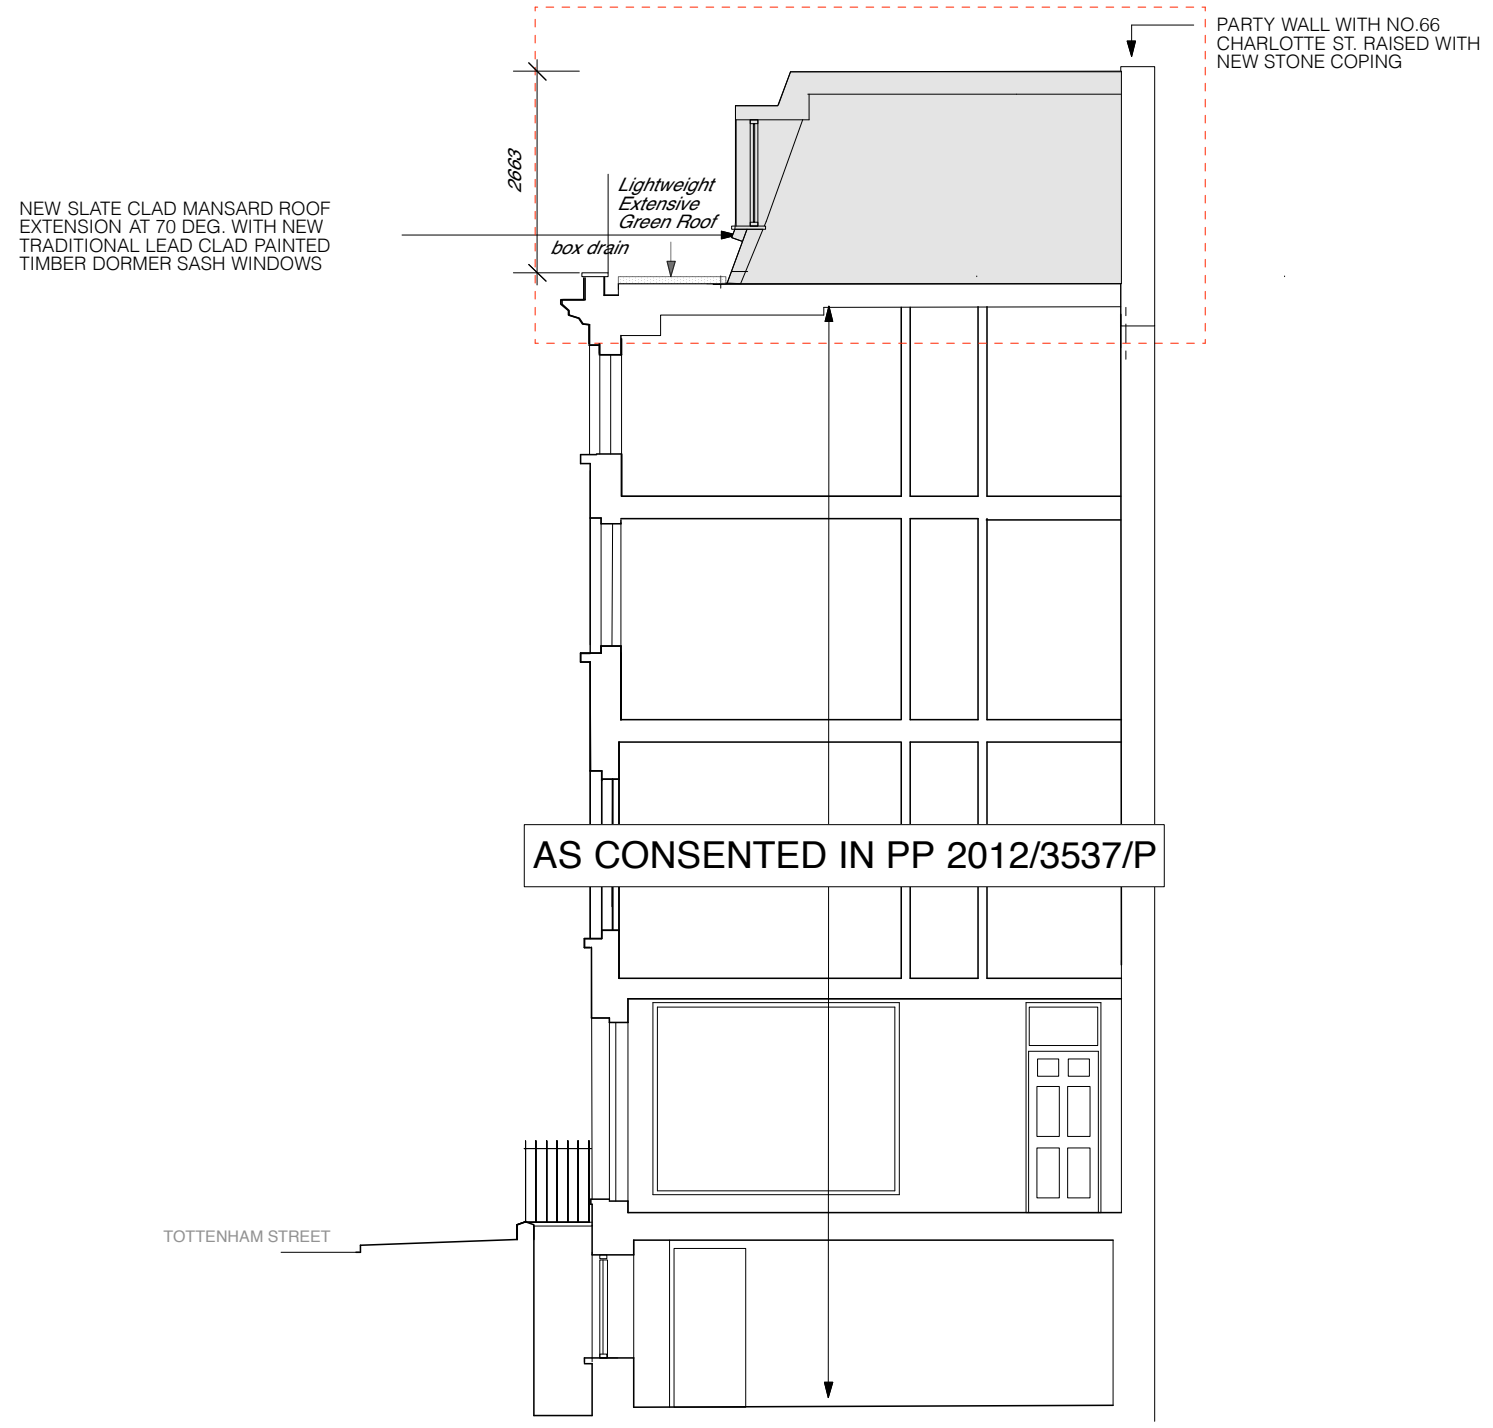 PARTY WALL WITH NO.66
CHARLOTTE ST. RAISED WITH
NEW STONE COPING
2663
Lightweight
Extensive
Green Roof
box drain
NEW SLATE CLAD MANSARD ROOF
EXTENSION AT 70 DEG. WITH NEW
TRADITIONAL LEAD CLAD PAINTED
TIMBER DORMER SASH WINDOWS
AS CONSENTED IN PP 2012/3537/P
TOTTENHAM STREET